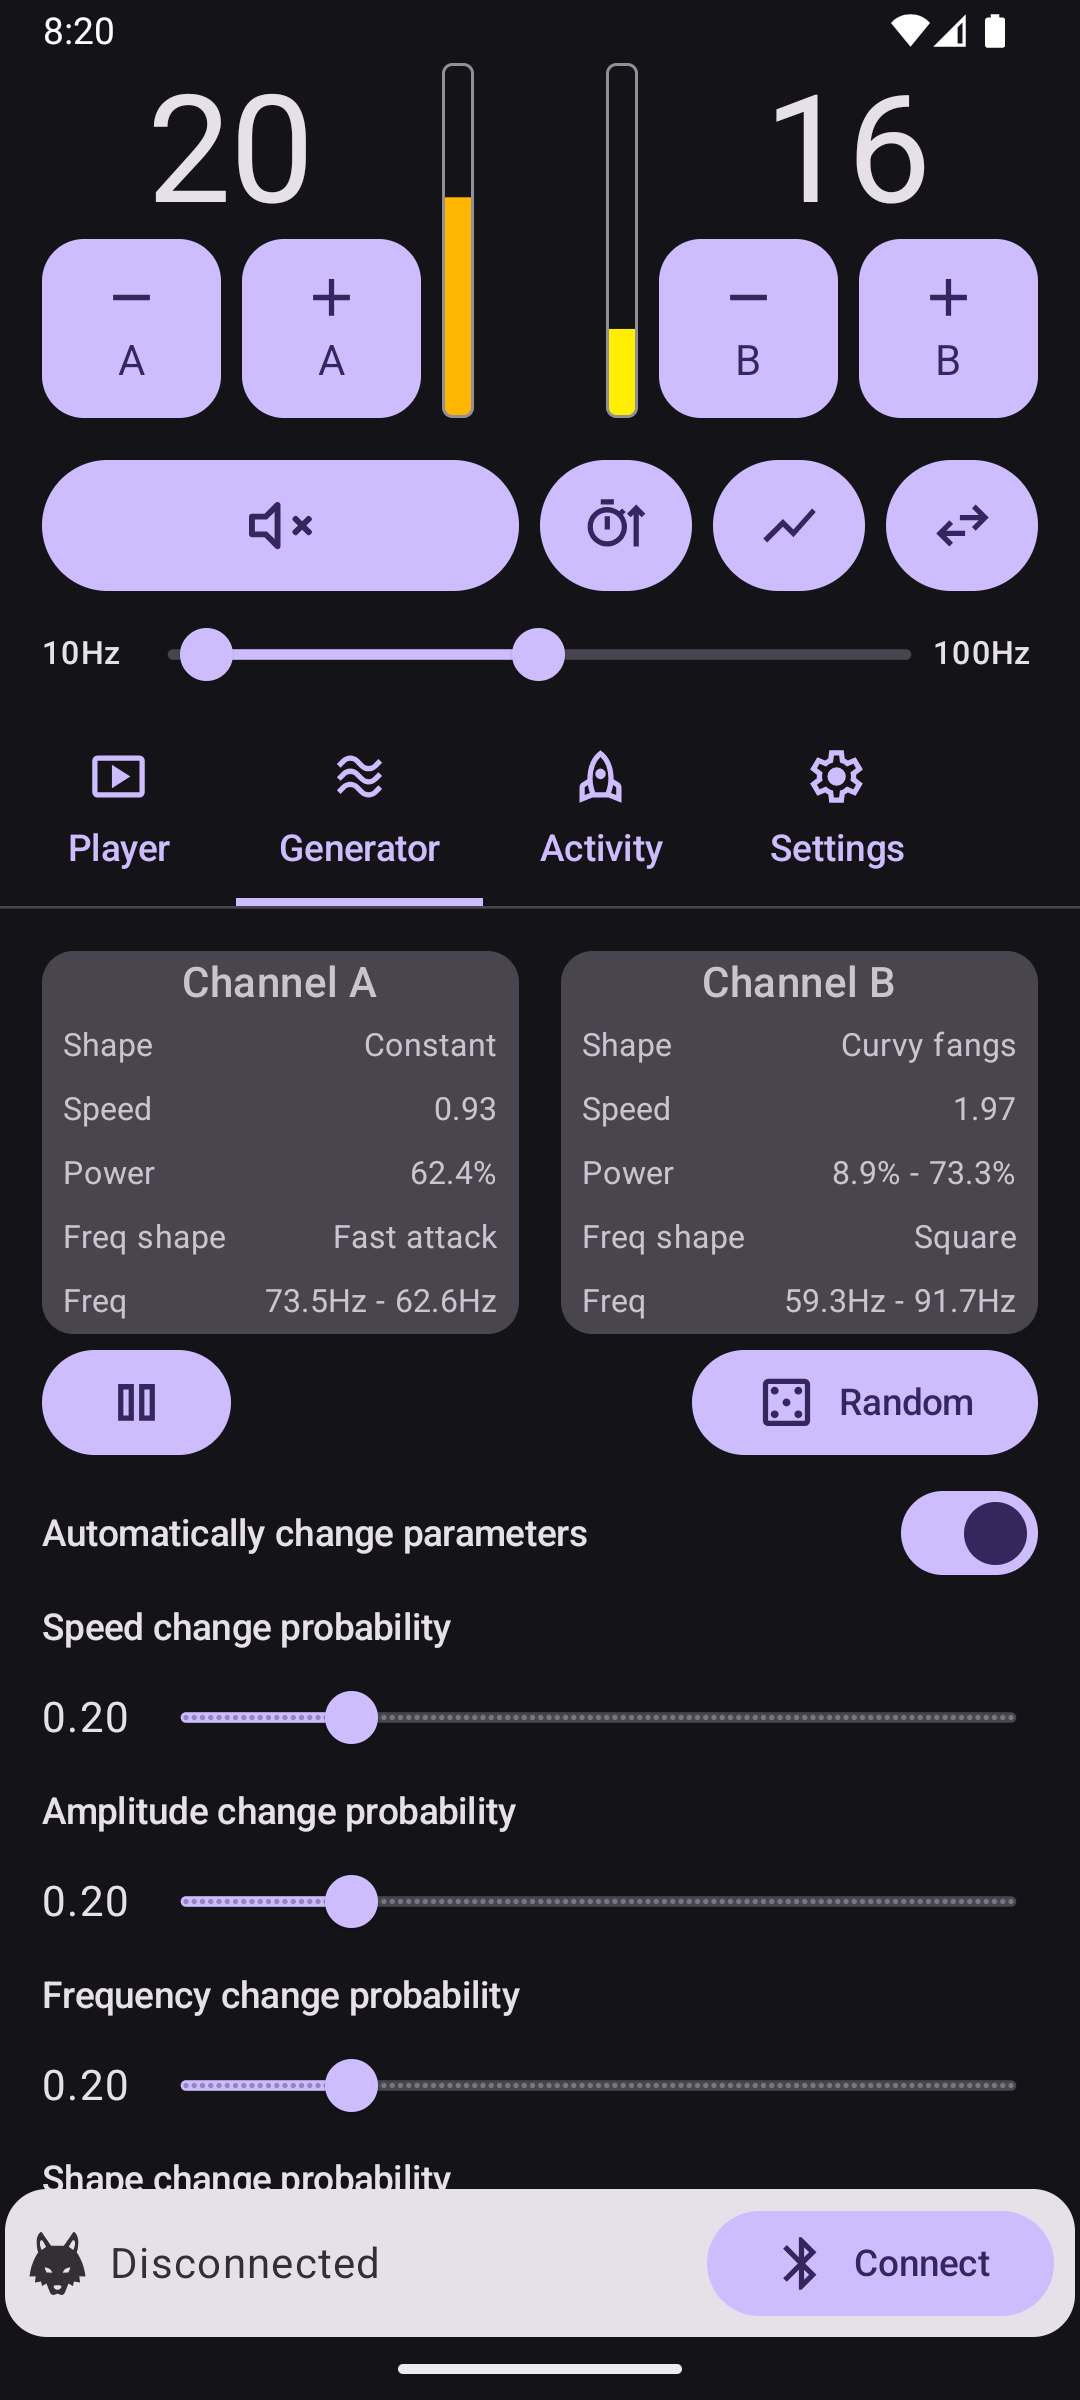 8:20
20
16
A
A
B
B
10Hz
100Hz
Player
Generator
Activity
Settings
Channel A
Shape Constant
Speed 0.93
Power 62.4%
Freq shape Fast attack
Freq 73.5Hz - 62.6Hz
Channel B
Shape Curvy fangs
Speed 1.97
Power 8.9% - 73.3%
Freq shape Square
Freq 59.3Hz - 91.7Hz
Random
Automatically change parameters
Speed change probability
0.20
Amplitude change probability
0.20
Frequency change probability
0.20
Shape change probability
Disconnected
Connect